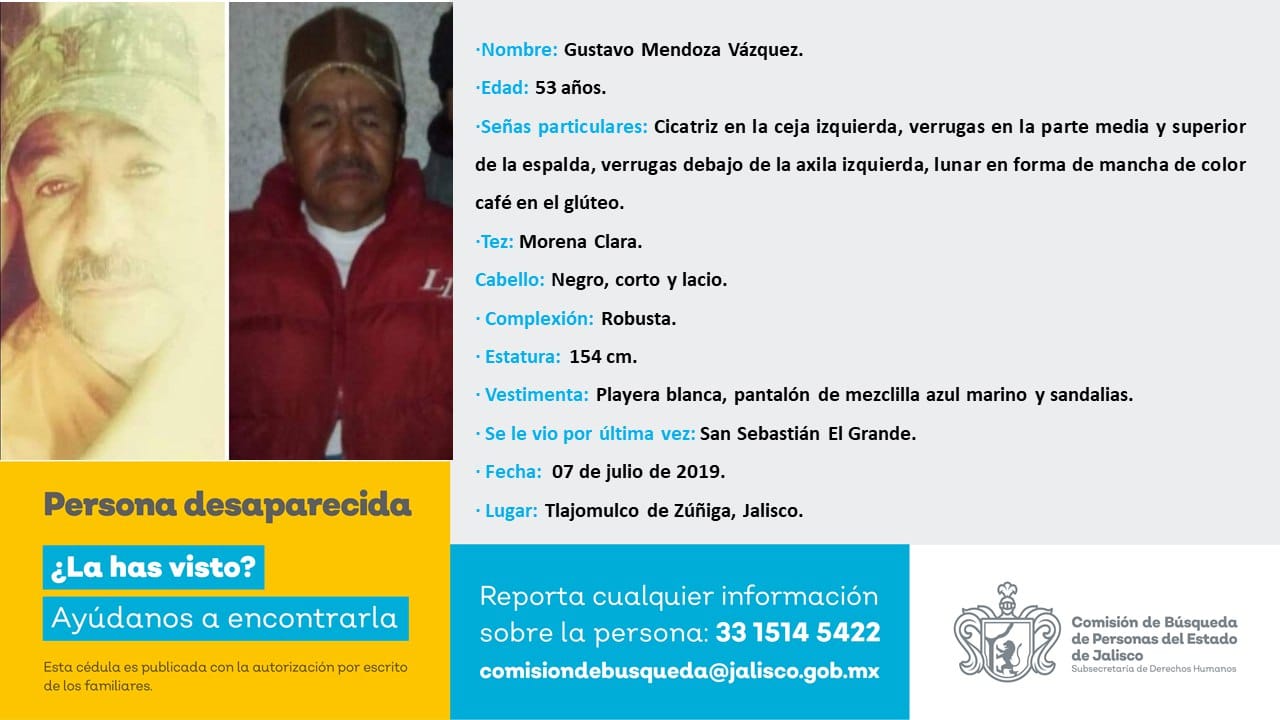 ·Nombre: Gustavo Mendoza Vázquez.
·Edad: 53 años.
·Señas particulares: Cicatriz en la ceja izquierda, verrugas en la parte media y superior
de la espalda, verrugas debajo de la axila izquierda, lunar en forma de mancha de color
café en el glúteo.
·Tez: Morena Clara.
Cabello: Negro, corto y lacio.
· Complexión: Robusta.
· Estatura: 154 cm.
· Vestimenta: Playera blanca, pantalón de mezclilla azul marino y sandalias.
· Se le vio por última vez: San Sebastián El Grande.
· Fecha: 07 de julio de 2019.
· Lugar: Tlajomulco de Zúñiga, Jalisco.
Persona desaparecida
¿La has visto?
Ayúdanos a encontrarla
Esta cédula es publicada con la autorización por escrito
de los familiares.
Reporta cualquier información
sobre la persona: 33 1514 5422
comisiondebusqueda@jalisco.gob.mx
Comisión de Búsqueda
de Personas del Estado
de Jalisco
Subsecretaría de Derechos Humanos